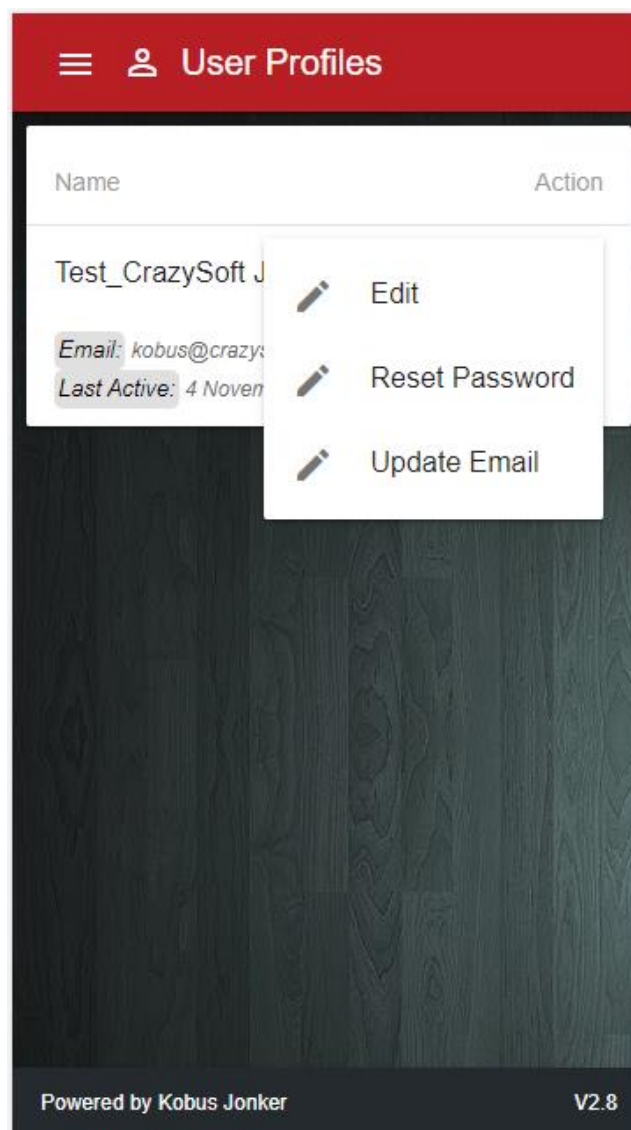 User Profiles
Name Action
Test_CrazySoft J
Edit
Email: kobus@crazys
Reset Password
Last Active: 4 Novem
Update Email
Powered by Kobus Jonker V2.8